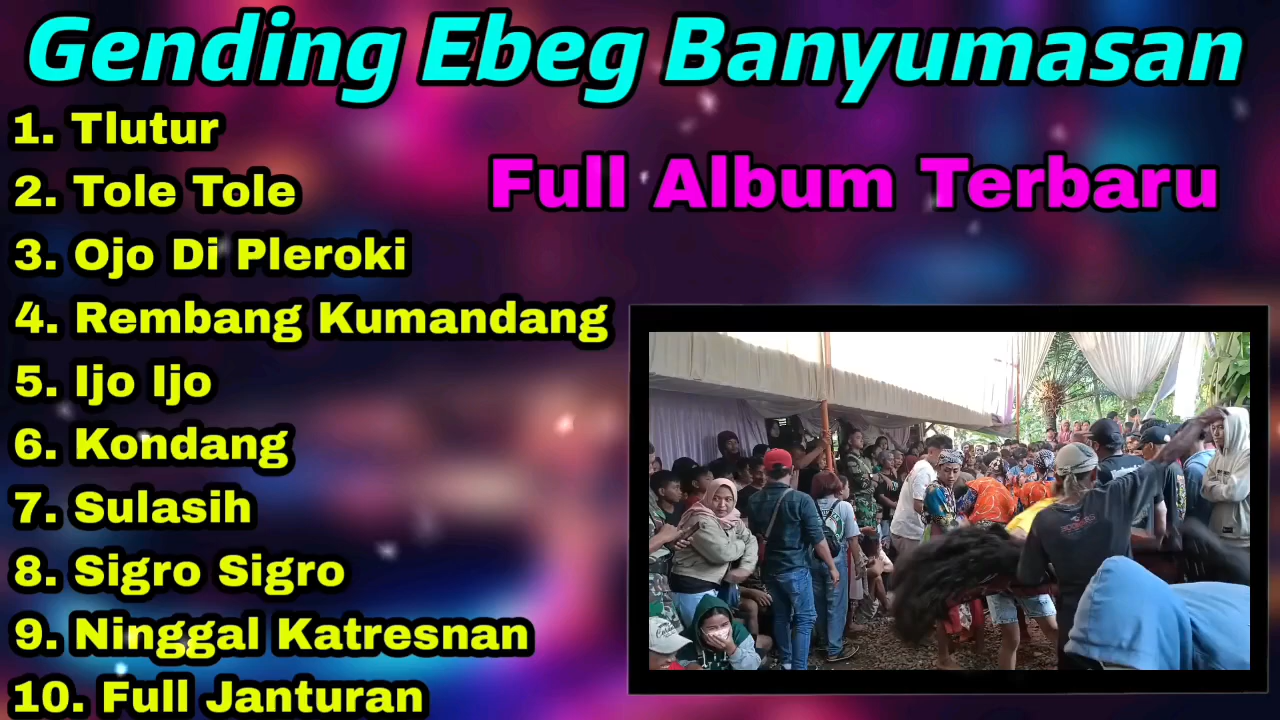 Gending Ebeg Banyumasan
Full Album Terbaru
1. Tlutur
2. Tole Tole
3. Ojo Di Pleroki
4. Rembang Kumandang
5. Ijo Ijo
6. Kondang
7. Sulasih
8. Sigro Sigro
9. Ninggal Katresnan
10. Full Janturan